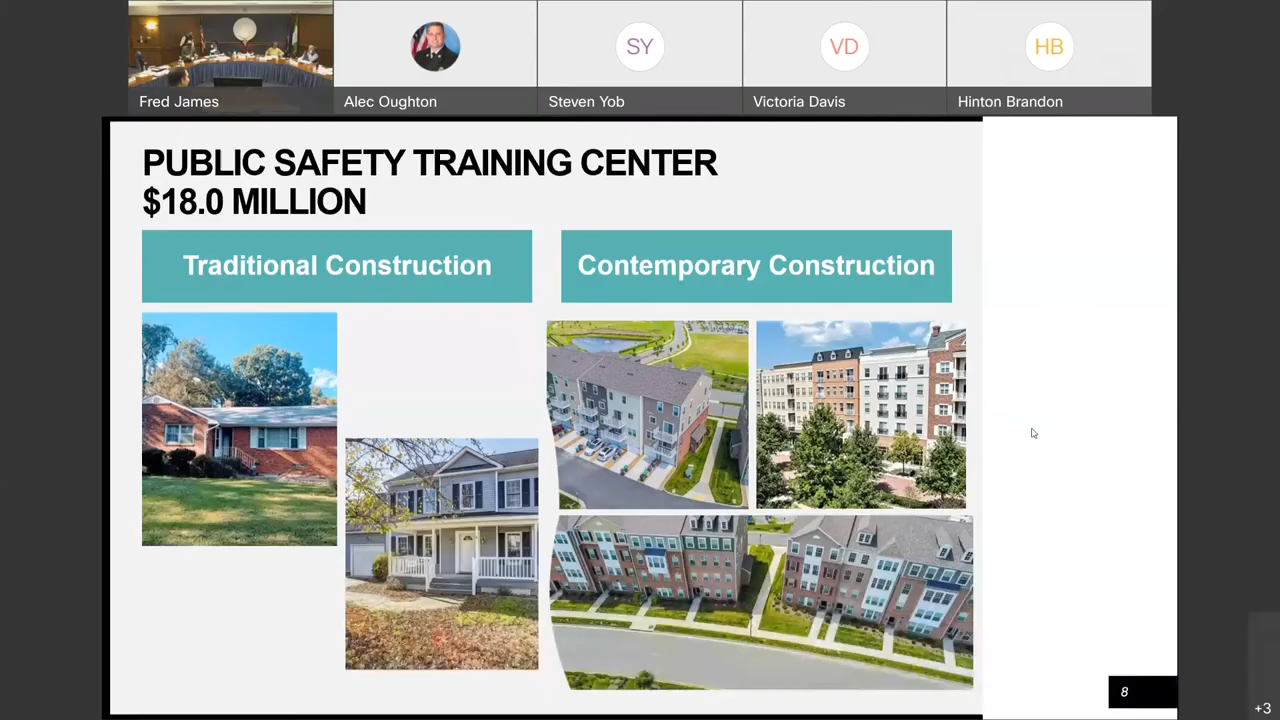 SY
VD
HB
Fred James
Alec Oughton
Steven Yob
Victoria Davis
Hinton Brandon
PUBLIC SAFETY TRAINING CENTER
$18.0 MILLION
Traditional Construction
Contemporary Construction
8
+3